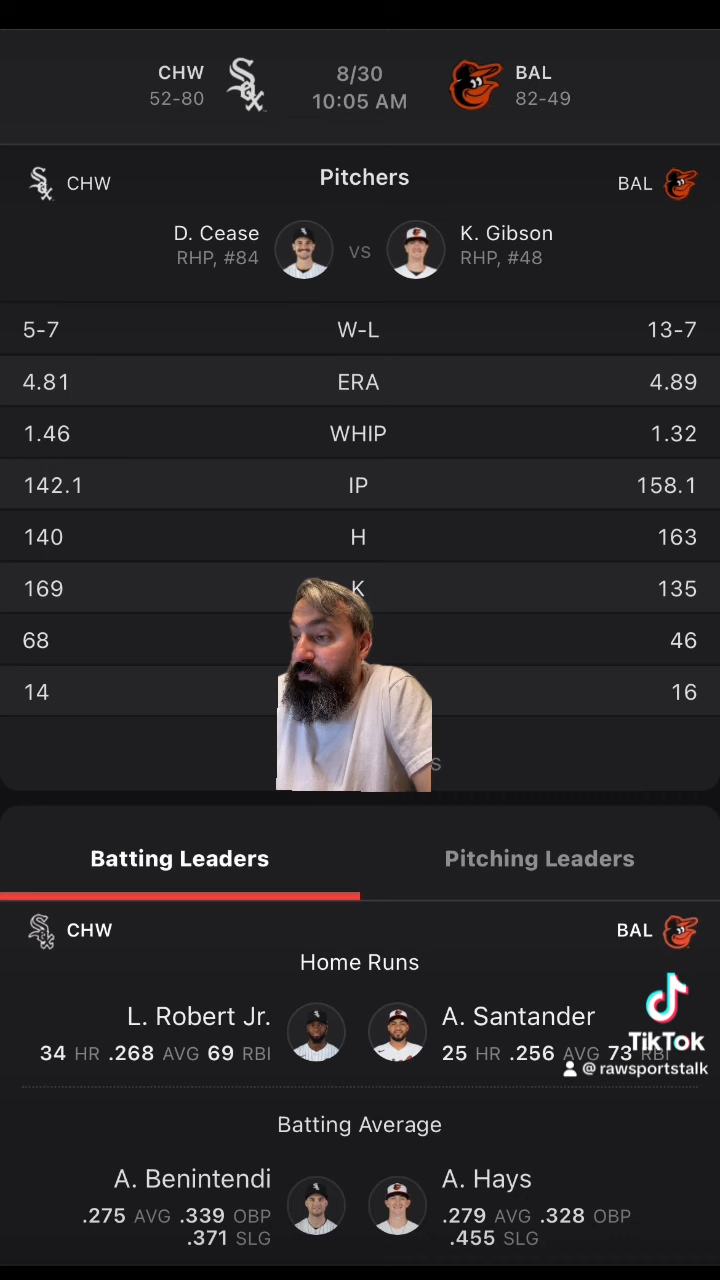 CHW
52-80
8/30
10:05 AM
BAL
82-49
CHW
Pitchers
BAL
D. Cease
RHP, #84
VS
K. Gibson
RHP, #48
5-7 W-L 13-7
4.81 ERA 4.89
1.46 WHIP 1.32
142.1 IP 158.1
140 H 163
169 K 135
68 46
14 16
S
Batting Leaders
Pitching Leaders
CHW
BAL
Home Runs
L. Robert Jr.
34 HR .268 AVG 69 RBI
A. Santander
25 HR .256 AVG 73 RBI
TikTok
@rawsportstalk
Batting Average
A. Benintendi
.275 AVG .339 OBP
.371 SLG
A. Hays
.279 AVG .328 OBP
.455 SLG